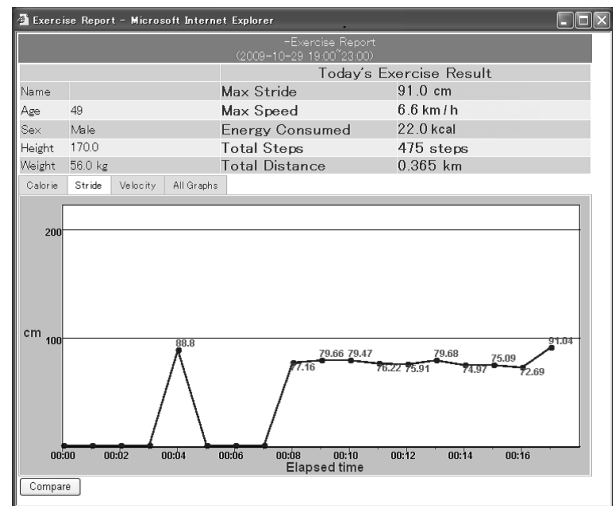 Exercise Report - Microsoft Internet Explorer
-Exercise Report
(2009-10-29 19:00~23:00)
Today's Exercise Result
Name Max Stride 91.0 cm
Age 49 Max Speed 6.6 km/h
Sex Male Energy Consumed 22.0 kcal
Height 170.0 Total Steps 475 steps
Weight 56.0 kg Total Distance 0.365 km
Calorie Stride Velocity All Graphs
200
cm 100
88.8 77.16 79.66 79.47 76.22 75.91 79.68 74.97 75.09 72.69 91.04
00:00 00:02 00:04 00:06 00:08 00:10 00:12 00:14 00:16
Elapsed time
Compare